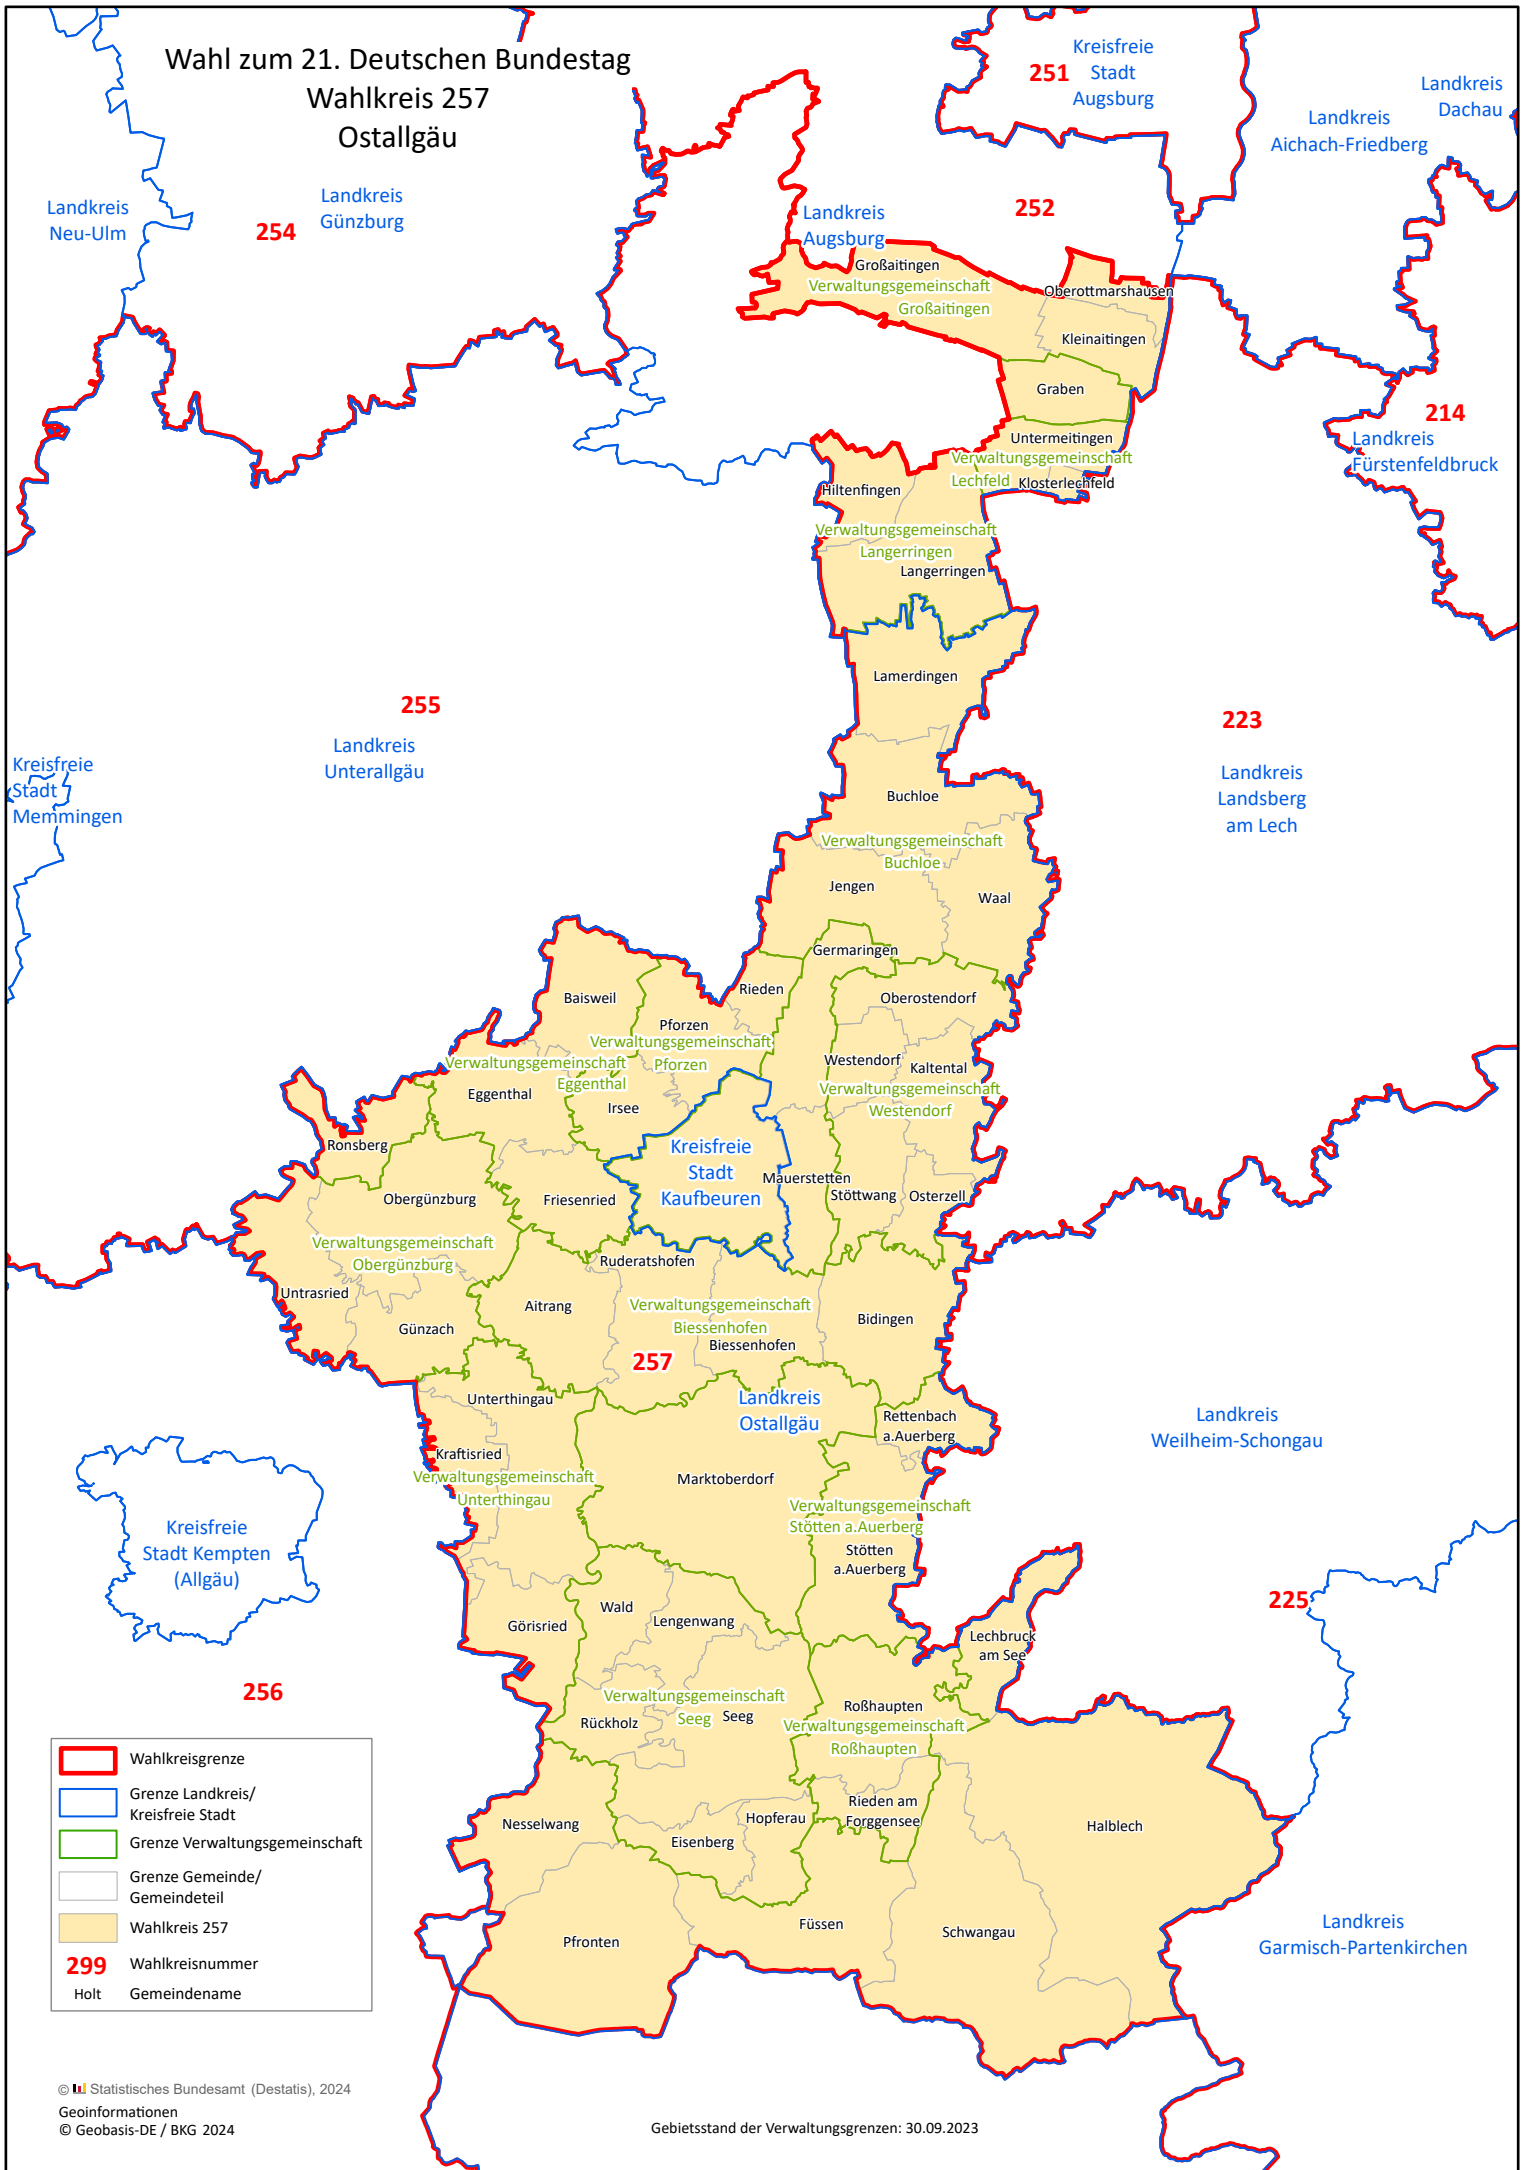 Wahl zum 21. Deutschen Bundestag
Wahlkreis 257
Ostallgäu
251
Kreisfreie
Stadt
Augsburg
Landkreis
Dachau
Landkreis
Aichach-Friedberg
Landkreis
Neu-Ulm
254
Landkreis
Günzburg
252
Landkreis
Augsburg
Großaitingen
Verwaltungsgemeinschaft
Großaitingen
Oberottmarshausen
Kleinaitingen
Graben
214
Landkreis
Fürstenfeldbruck
Untermeitingen
Verwaltungsgemeinschaft
Lechfeld
Klosterlechfeld
Hiltenfingen
Verwaltungsgemeinschaft
Langerringen
Langerringen
Lamerdingen
255
Landkreis
Unterallgäu
223
Landkreis
Landsberg
am Lech
Kreisfreie
Stadt
Memmingen
Buchloe
Verwaltungsgemeinschaft
Buchloe
Jengen
Waal
Germaringen
Rieden
Baisweil
Oberostendorf
Pforzen
Verwaltungsgemeinschaft
Pforzen
Verwaltungsgemeinschaft
Eggenthal
Eggenthal
Irsee
Westendorf
Kaltental
Verwaltungsgemeinschaft
Westendorf
Ronsberg
Kreisfreie
Stadt
Kaufbeuren
Mauerstetten
Stöttwang
Osterzell
Obergünzburg
Friesenried
Verwaltungsgemeinschaft
Obergünzburg
Ruderatshofen
Untrasried
Günzach
Aitrang
Verwaltungsgemeinschaft
Biessenhofen
Biessenhofen
Bidingen
257
Landkreis
Ostallgäu
Unterthingau
Rettenbach
a.Auerberg
Landkreis
Weilheim-Schongau
Kraftisried
Verwaltungsgemeinschaft
Unterthingau
Marktoberdorf
Verwaltungsgemeinschaft
Stötten a.Auerberg
Stötten
a.Auerberg
Kreisfreie
Stadt Kempten
(Allgäu)
225
Wald
Lengenwang
Görisried
Lechbruck
am See
256
Verwaltungsgemeinschaft
Seeg
Seeg
Rückholz
Roßhaupten
Verwaltungsgemeinschaft
Roßhaupten
Rieden am
Forggensee
Hopferau
Eisenberg
Nesselwang
Halblech
Füssen
Schwangau
Pfronten
Landkreis
Garmisch-Partenkirchen
Wahlkreisgrenze
Grenze Landkreis/
Kreisfreie Stadt
Grenze Verwaltungsgemeinschaft
Grenze Gemeinde/
Gemeindeteil
Wahlkreis 257
299 Wahlkreisnummer
Holt Gemeindename
© Statistisches Bundesamt (Destatis), 2024
Geoinformationen
© Geobasis-DE / BKG 2024
Gebietsstand der Verwaltungsgrenzen: 30.09.2023